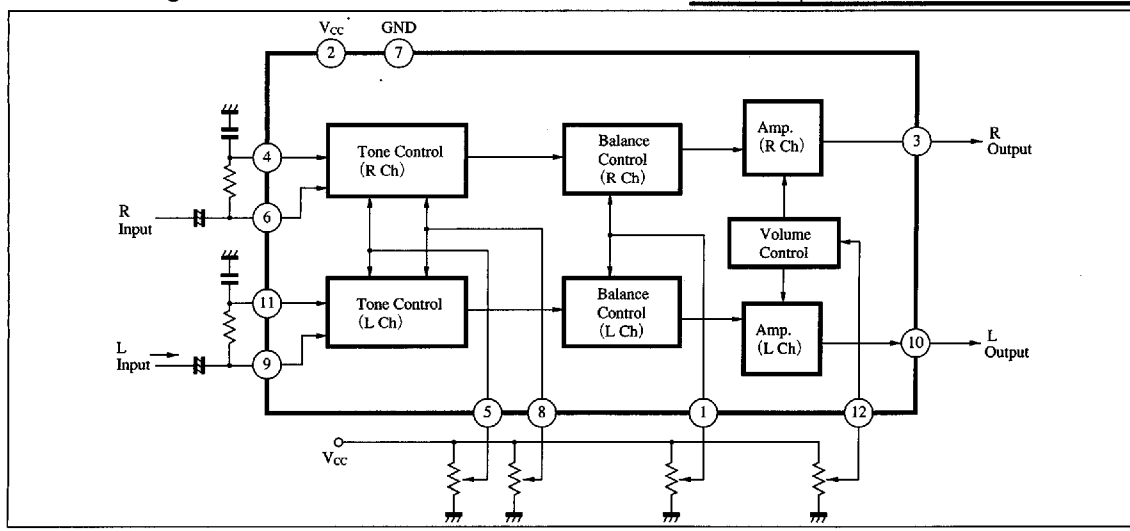 VCC GND
2 7
Tone Control
(R Ch)
Balance
Control
(R Ch)
Amp.
(R Ch)
4
3
R
Output
6
R
Input
Volume
Control
11
Tone Control
(L Ch)
Balance
Control
(L Ch)
Amp.
(L Ch)
9
L
Input
10
L
Output
5 8 1 12
VCC